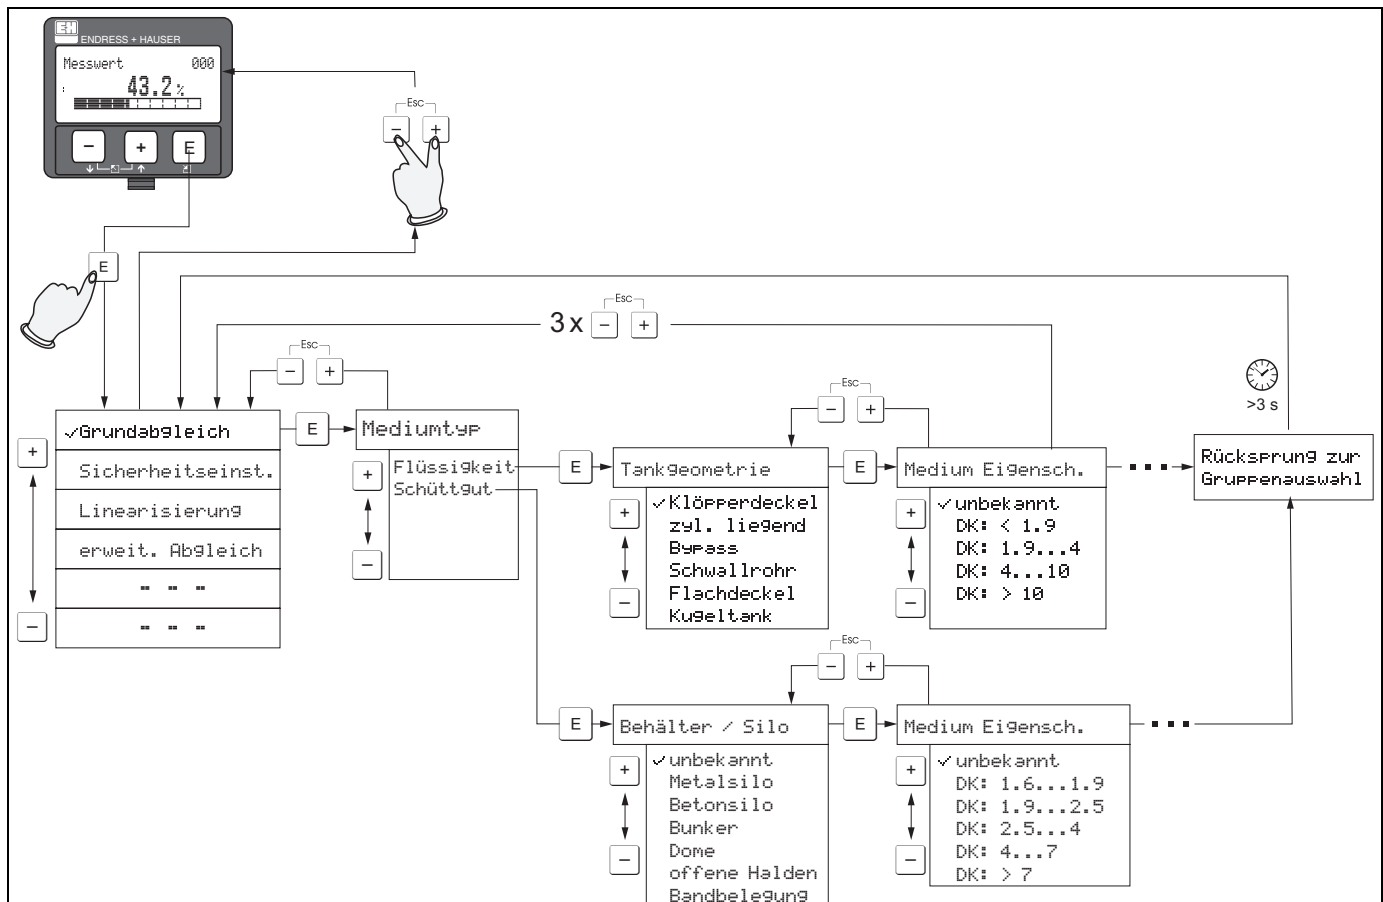 EH
ENDRESS + HAUSER
Messwert 000
43.2 %
Esc
- +
- + E
E
Esc
3 x - +
Esc
- +
>3 s
Esc
- +
✓Grundabgleich
E
Mediumtyp
+
Sicherheitseinst.
Linearisierung
erweit. Abgleich
-- -- --
-- -- --
-
+
Flüssigkeit
Schüttgut
-
E
Tankgeometrie
+
✓Klöpperdeckel
zyl. liegend
Bypass
Schwallrohr
Flachdeckel
Kugeltank
-
E
Medium Eigensch.
+
✓unbekannt
DK: < 1.9
DK: 1.9...4
DK: 4...10
DK: > 10
-
...
Rücksprung zur
Gruppenauswahl
Esc
- +
E
Behälter / Silo
+
✓unbekannt
Metalsilo
Betonsilo
Bunker
Dome
offene Halden
Bandbelegung
-
E
Medium Eigensch.
+
✓unbekannt
DK: 1.6...1.9
DK: 1.9...2.5
DK: 2.5...4
DK: 4...7
DK: > 7
-
...